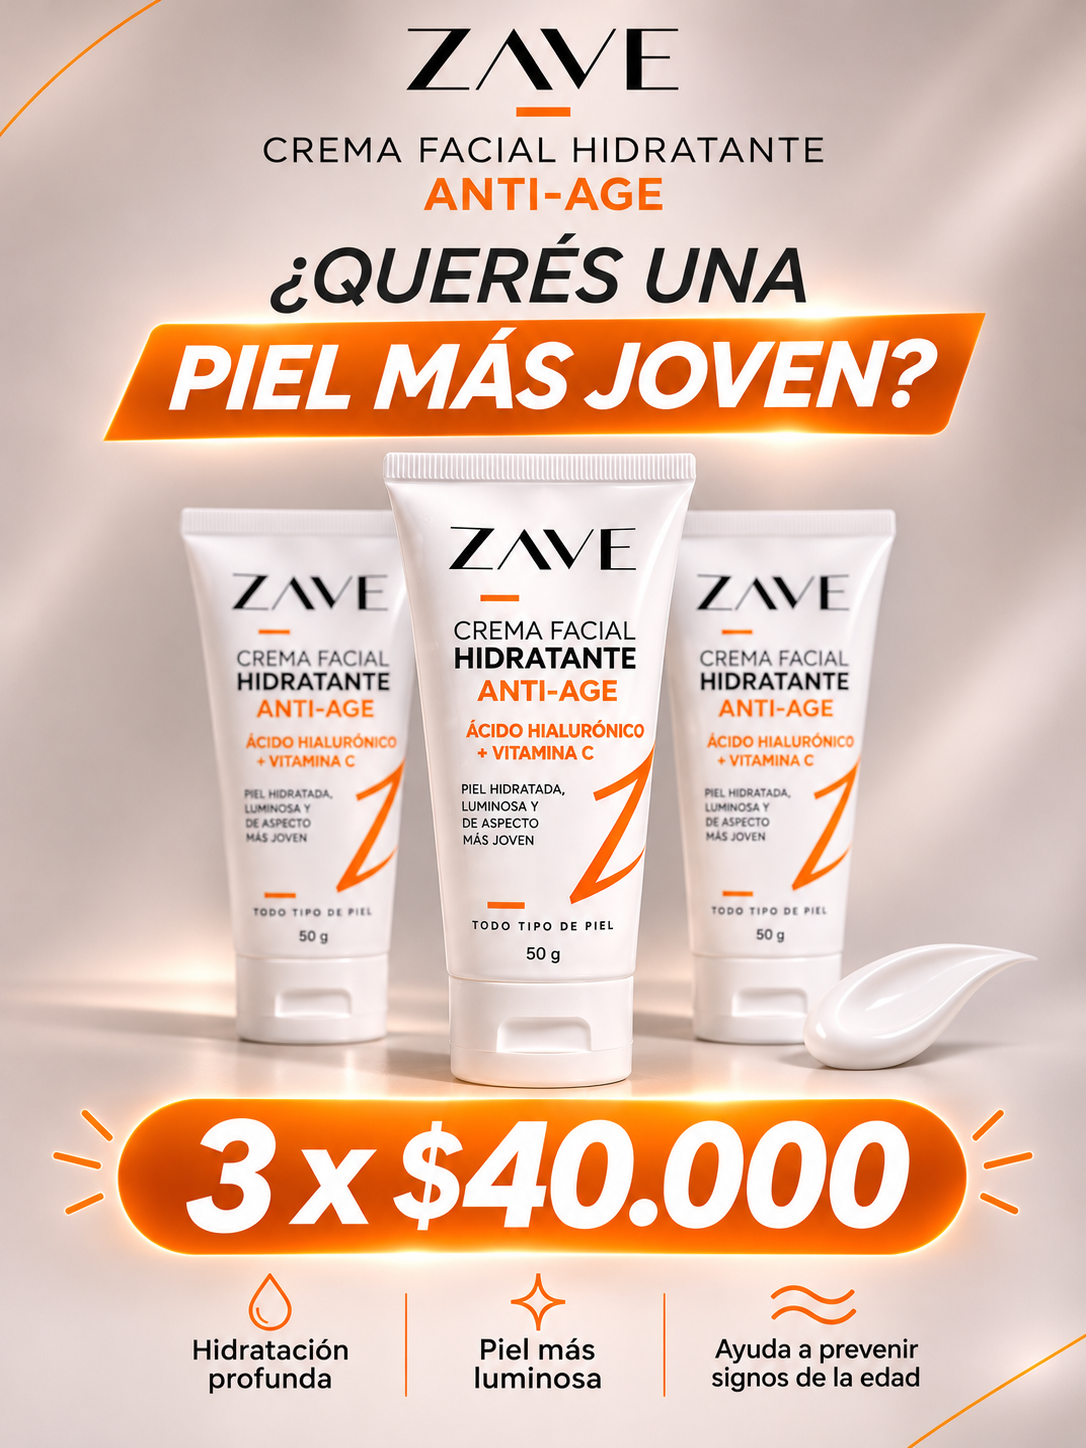 ZAVE
CREMA FACIAL HIDRATANTE
ANTI-AGE
¿QUERÉS UNA
PIEL MÁS JOVEN?
ZAVE
CREMA FACIAL
HIDRATANTE
ANTI-AGE
ÁCIDO HIALURÓNICO
+ VITAMINA C
PIEL HIDRATADA,
LUMINOSA Y
DE ASPECTO
MÁS JOVEN
Z
TODO TIPO DE PIEL
50 g
ZAVE
CREMA FACIAL
HIDRATANTE
ANTI-AGE
ÁCIDO HIALURÓNICO
+ VITAMINA C
PIEL HIDRATADA,
LUMINOSA Y
DE ASPECTO
MÁS JOVEN
Z
TODO TIPO DE PIEL
50 g
ZAVE
CREMA FACIAL
HIDRATANTE
ANTI-AGE
ÁCIDO HIALURÓNICO
+ VITAMINA C
PIEL HIDRATADA,
LUMINOSA Y
DE ASPECTO
MÁS JOVEN
Z
TODO TIPO DE PIEL
50 g
3 x $40.000
Hidratación
profunda
Piel más
luminosa
Ayuda a prevenir
signos de la edad